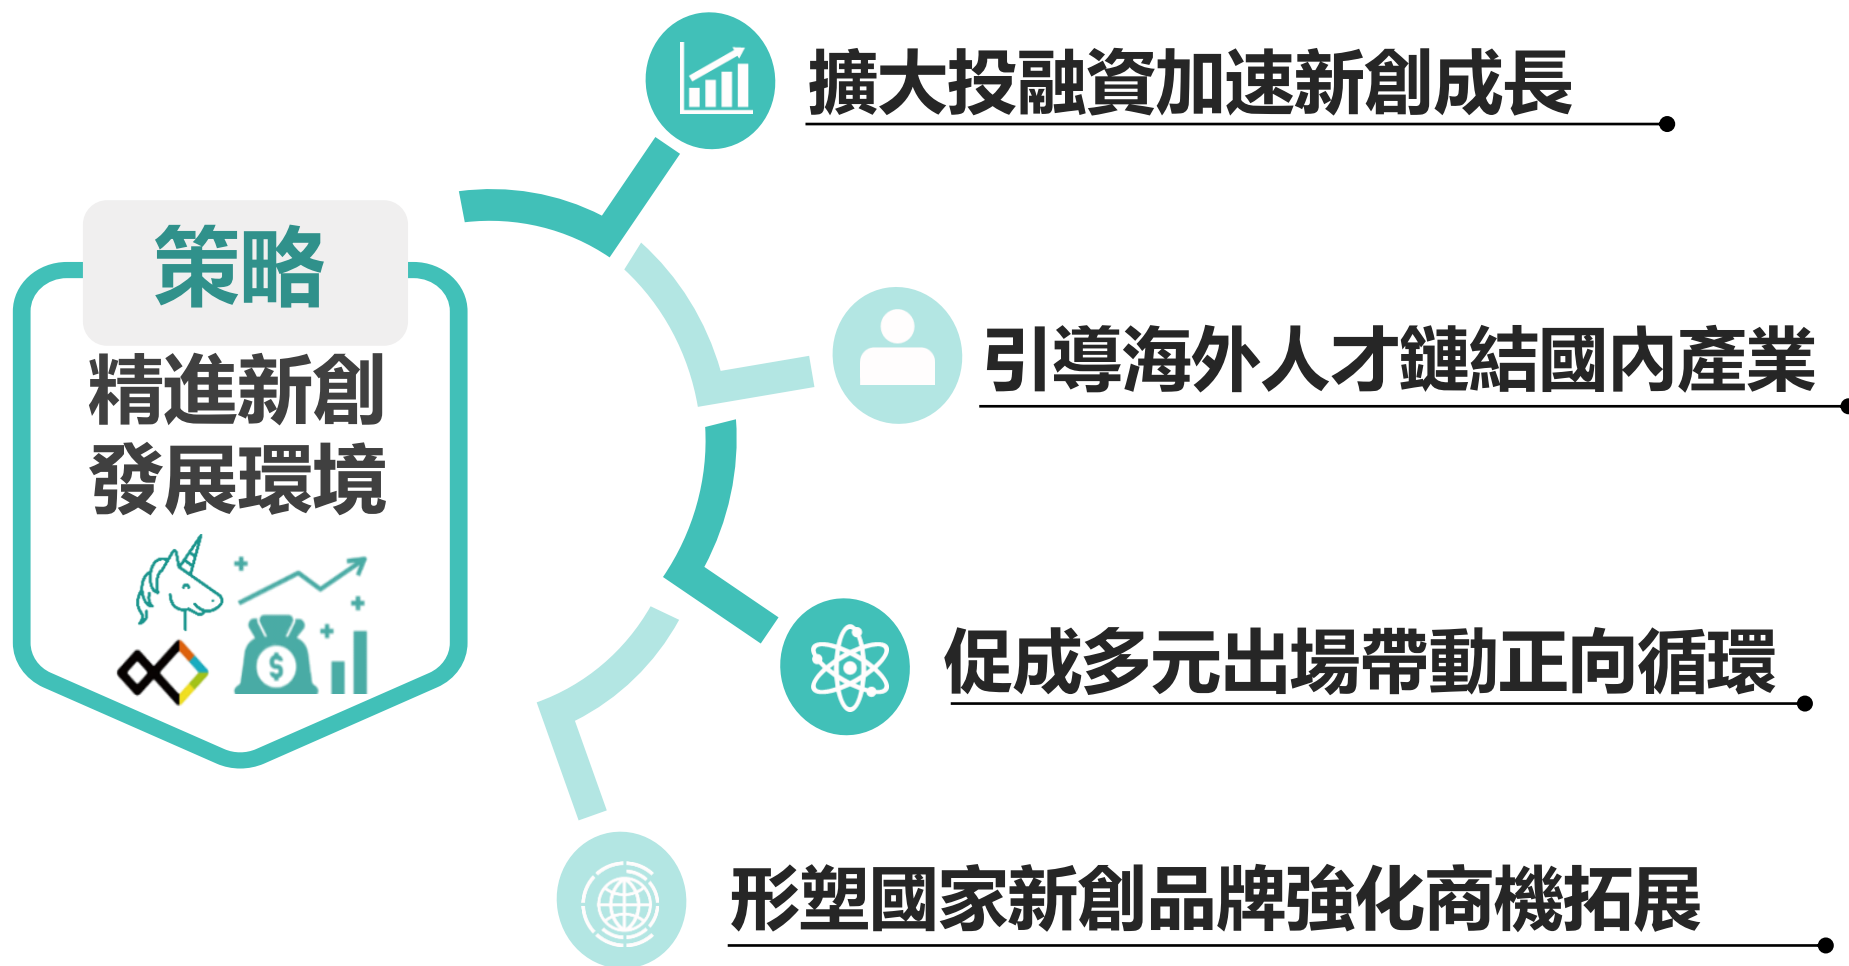 策略
精進新創
發展環境
擴大投融資加速新創成長
引導海外人才鏈結國內產業
促成多元出場帶動正向循環
形塑國家新創品牌強化商機拓展
$